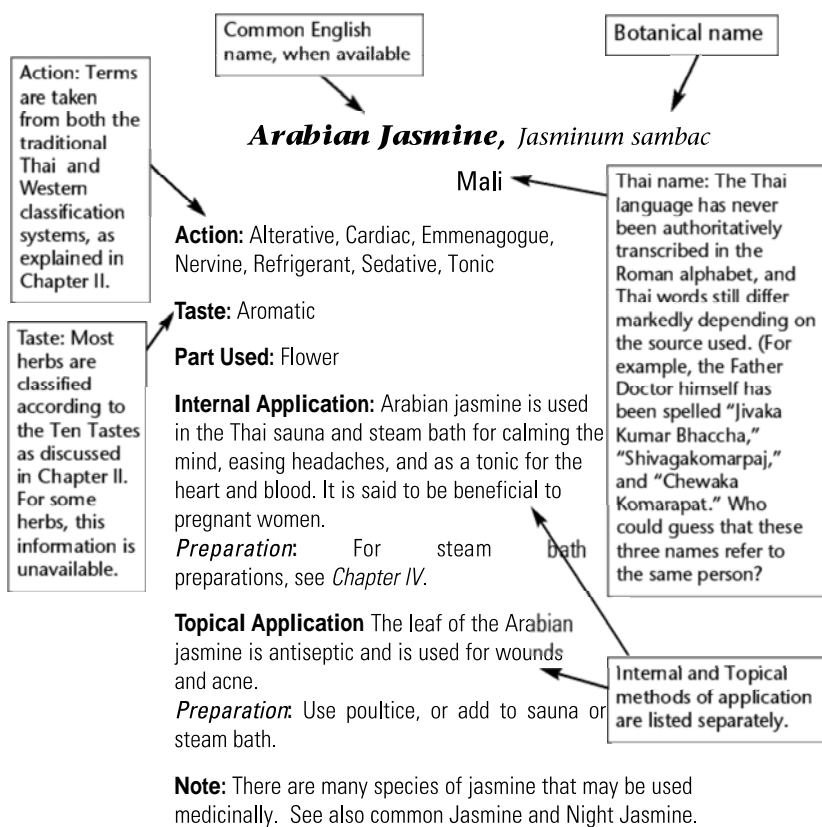 Common English
name, when available
Botanical name
Action: Terms
are taken
from both the
traditional
Thai and
Western
classification
systems, as
explained in
Chapter II.
Arabian Jasmine, Jasminum sambac
Mali
Thai name: The Thai
language has never
been authoritatively
transcribed in the
Roman alphabet, and
Thai words still differ
markedly depending on
the source used. (For
example, the Father
Doctor himself has
been spelled “Jivaka
Kumar Bhaccha,”
“Shivagakomarpaj,”
and “Chewaka
Komarapat.” Who
could guess that these
three names refer to
the same person?
Action: Alterative, Cardiac, Emmenagogue,
Nervine, Refrigerant, Sedative, Tonic
Taste: Aromatic
Taste: Most
herbs are
classified
according to
the Ten Tastes
as discussed
in Chapter II.
For some
herbs, this
information is
unavailable.
Part Used: Flower
Internal Application: Arabian jasmine is used
in the Thai sauna and steam bath for calming the
mind, easing headaches, and as a tonic for the
heart and blood. It is said to be beneficial to
pregnant women.
Preparation: For steam bath
preparations, see Chapter IV.
Topical Application The leaf of the Arabian
jasmine is antiseptic and is used for wounds
and acne.
Preparation: Use poultice, or add to sauna or
steam bath.
Internal and Topical
methods of application
are listed separately.
Note: There are many species of jasmine that may be used
medicinally. See also common Jasmine and Night Jasmine.